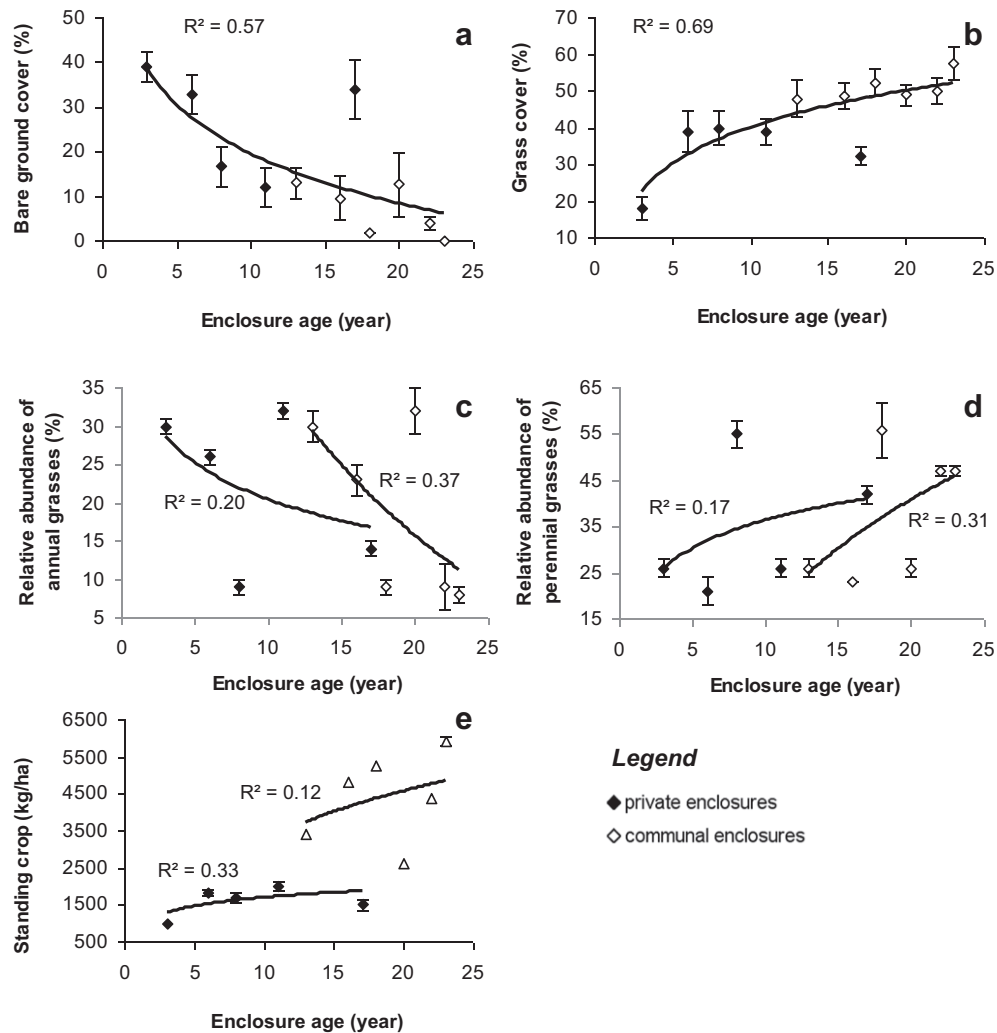 a
R² = 0.57
Bare ground cover (%)
50
40
30
20
10
0
0 5 10 15 20 25
Enclosure age (year)
b
R² = 0.69
Grass cover (%)
70
60
50
40
30
20
10
0 5 10 15 20 25
Enclosure age (year)
c
Relative abundance of
annual grasses (%)
35
30
25
20
15
10
5
R² = 0.20
R² = 0.37
0 5 10 15 20 25
Enclosure age (year)
d
Relative abundance of
perennial grasses (%)
65
55
45
35
25
15
R² = 0.17
R² = 0.31
0 5 10 15 20 25
Enclosure age (year)
e
Standing crop (kg/ha)
6500
5500
4500
3500
2500
1500
500
R² = 0.12
R² = 0.33
0 5 10 15 20 25
Enclosure age (year)
Legend
private enclosures
communal enclosures